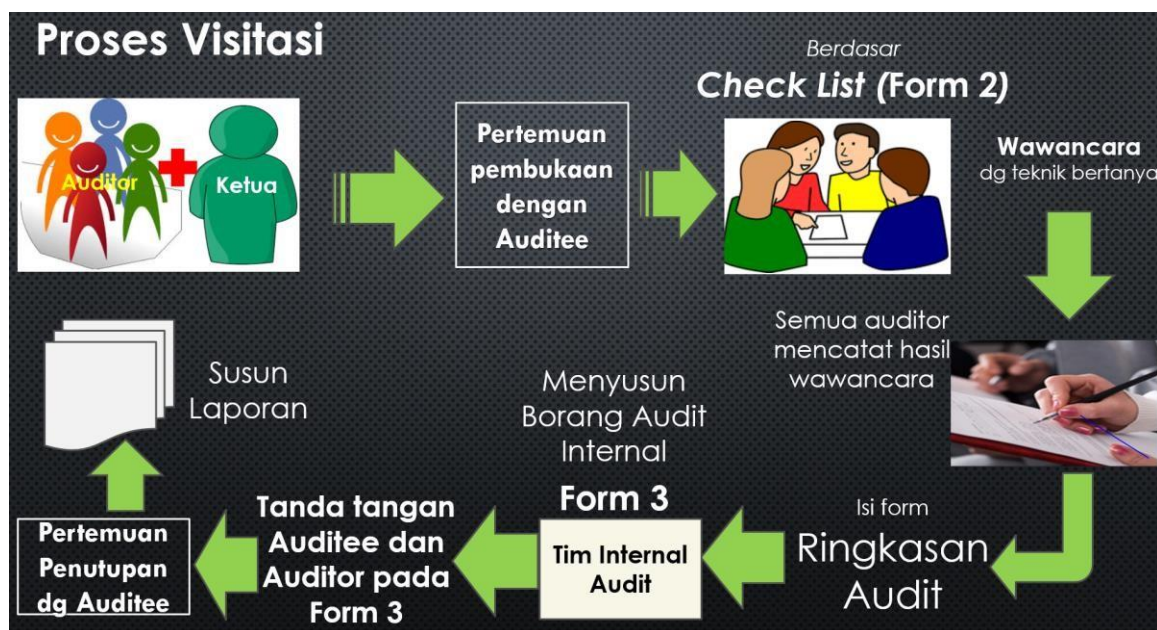 Proses Visitasi
Auditor
Ketua
Pertemuan
pembukaan
dengan
Auditee
Berdasar
Check List (Form 2)
Wawancara
dg teknik bertanya
Semua auditor
mencatat hasil
wawancara
Isi form
Ringkasan
Audit
Menyusun
Borang Audit
Internal
Form 3
Tim Internal
Audit
Tanda tangan
Auditee dan
Auditor pada
Form 3
Pertemuan
Penutupan
dg Auditee
Susun
Laporan